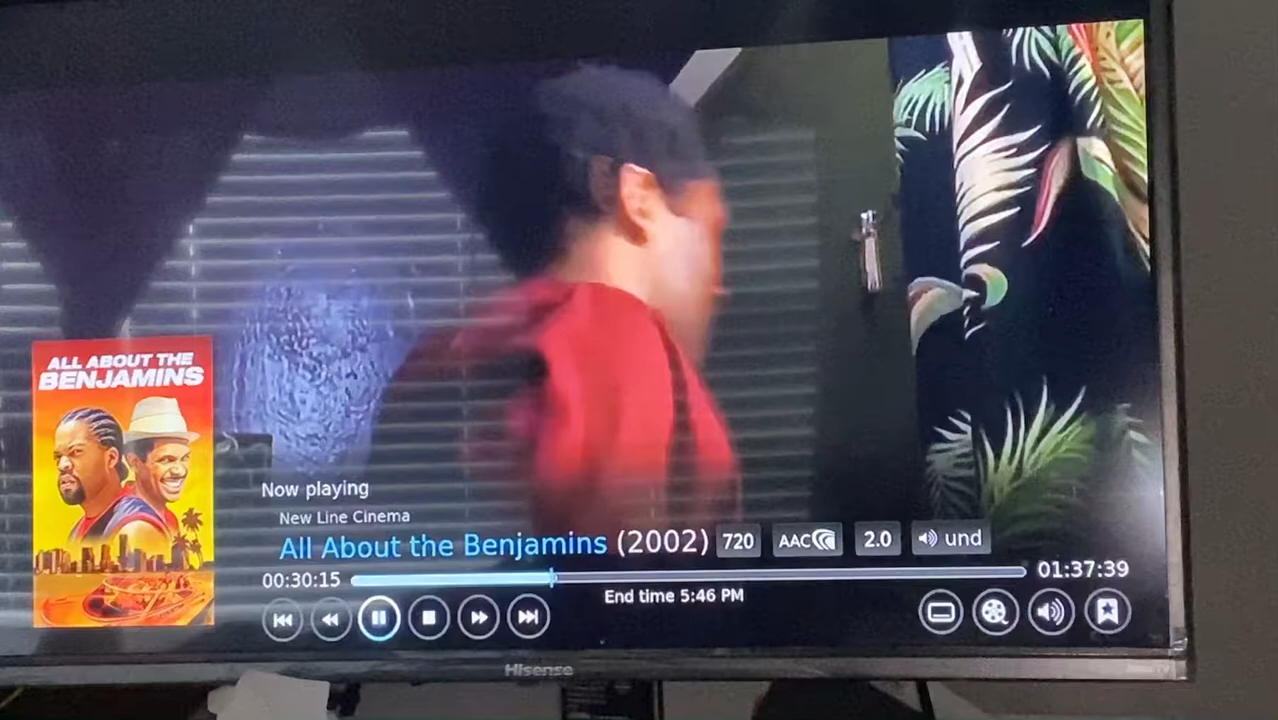 ALL ABOUT THE
BENJAMINS
Now playing
New Line Cinema
All About the Benjamins (2002) 720 AAC 2.0 und
00:30:15 01:37:39
End time 5:46 PM
Hisense